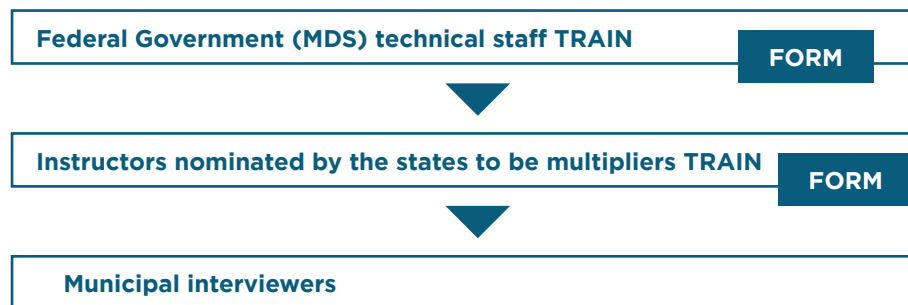 Federal Government (MDS) technical staff TRAIN
FORM
Instructors nominated by the states to be multipliers TRAIN
FORM
Municipal interviewers